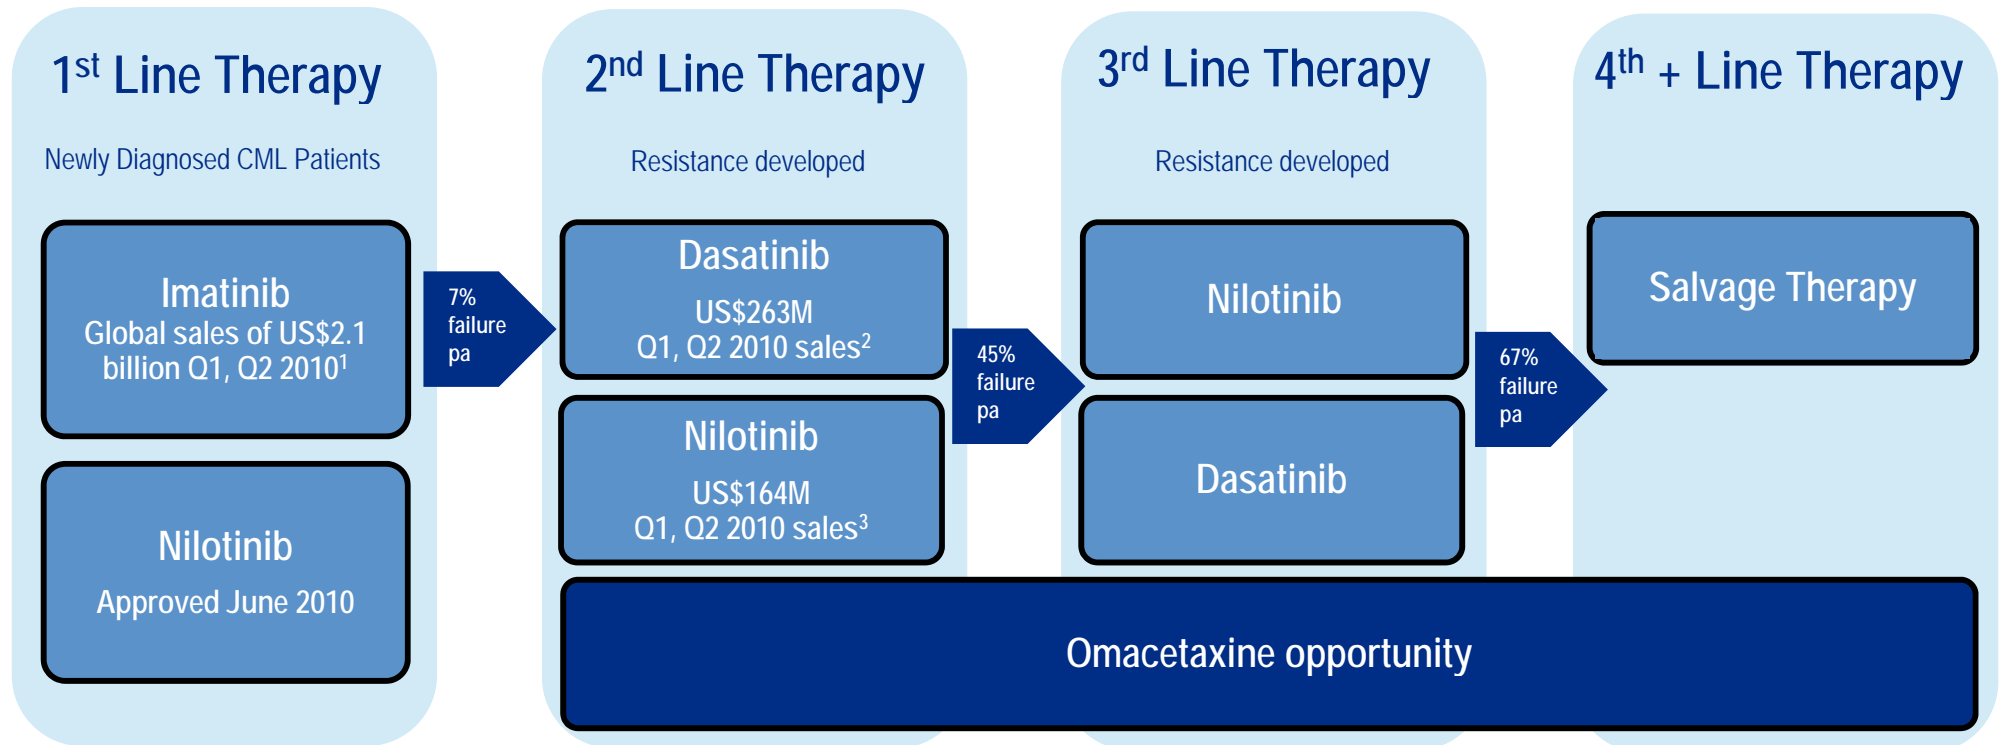 1st Line Therapy
Newly Diagnosed CML Patients
Imatinib
Global sales of US$2.1
billion Q1, Q2 20101
Nilotinib
Approved June 2010
7%
failure
pa
2nd Line Therapy
Resistance developed
Dasatinib
US$263M
Q1, Q2 2010 sales2
Nilotinib
US$164M
Q1, Q2 2010 sales3
45%
failure
pa
3rd Line Therapy
Resistance developed
Nilotinib
Dasatinib
67%
failure
pa
4th + Line Therapy
Salvage Therapy
Omacetaxine opportunity